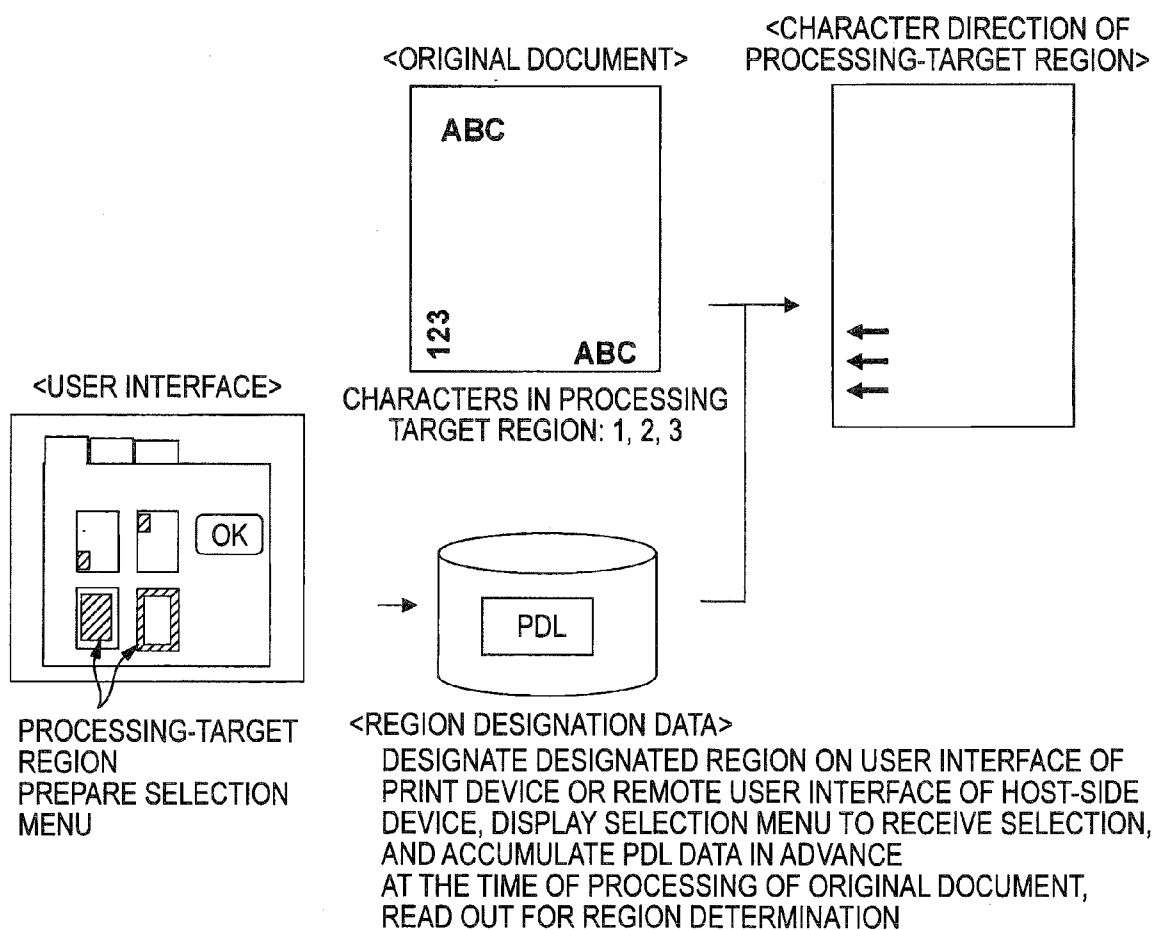 <CHARACTER DIRECTION OF
PROCESSING-TARGET REGION>
<ORIGINAL DOCUMENT>
ABC
123
ABC
CHARACTERS IN PROCESSING
TARGET REGION: 1, 2, 3
<USER INTERFACE>
OK
PROCESSING-TARGET
REGION
PREPARE SELECTION
MENU
PDL
<REGION DESIGNATION DATA>
DESIGNATE DESIGNATED REGION ON USER INTERFACE OF
PRINT DEVICE OR REMOTE USER INTERFACE OF HOST-SIDE
DEVICE, DISPLAY SELECTION MENU TO RECEIVE SELECTION,
AND ACCUMULATE PDL DATA IN ADVANCE
AT THE TIME OF PROCESSING OF ORIGINAL DOCUMENT,
READ OUT FOR REGION DETERMINATION